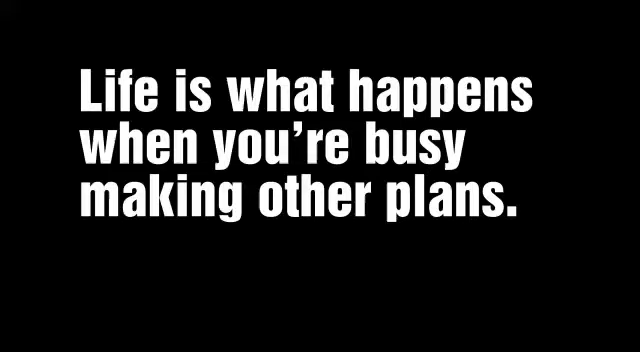 Life is what happens
when you’re busy
making other plans.